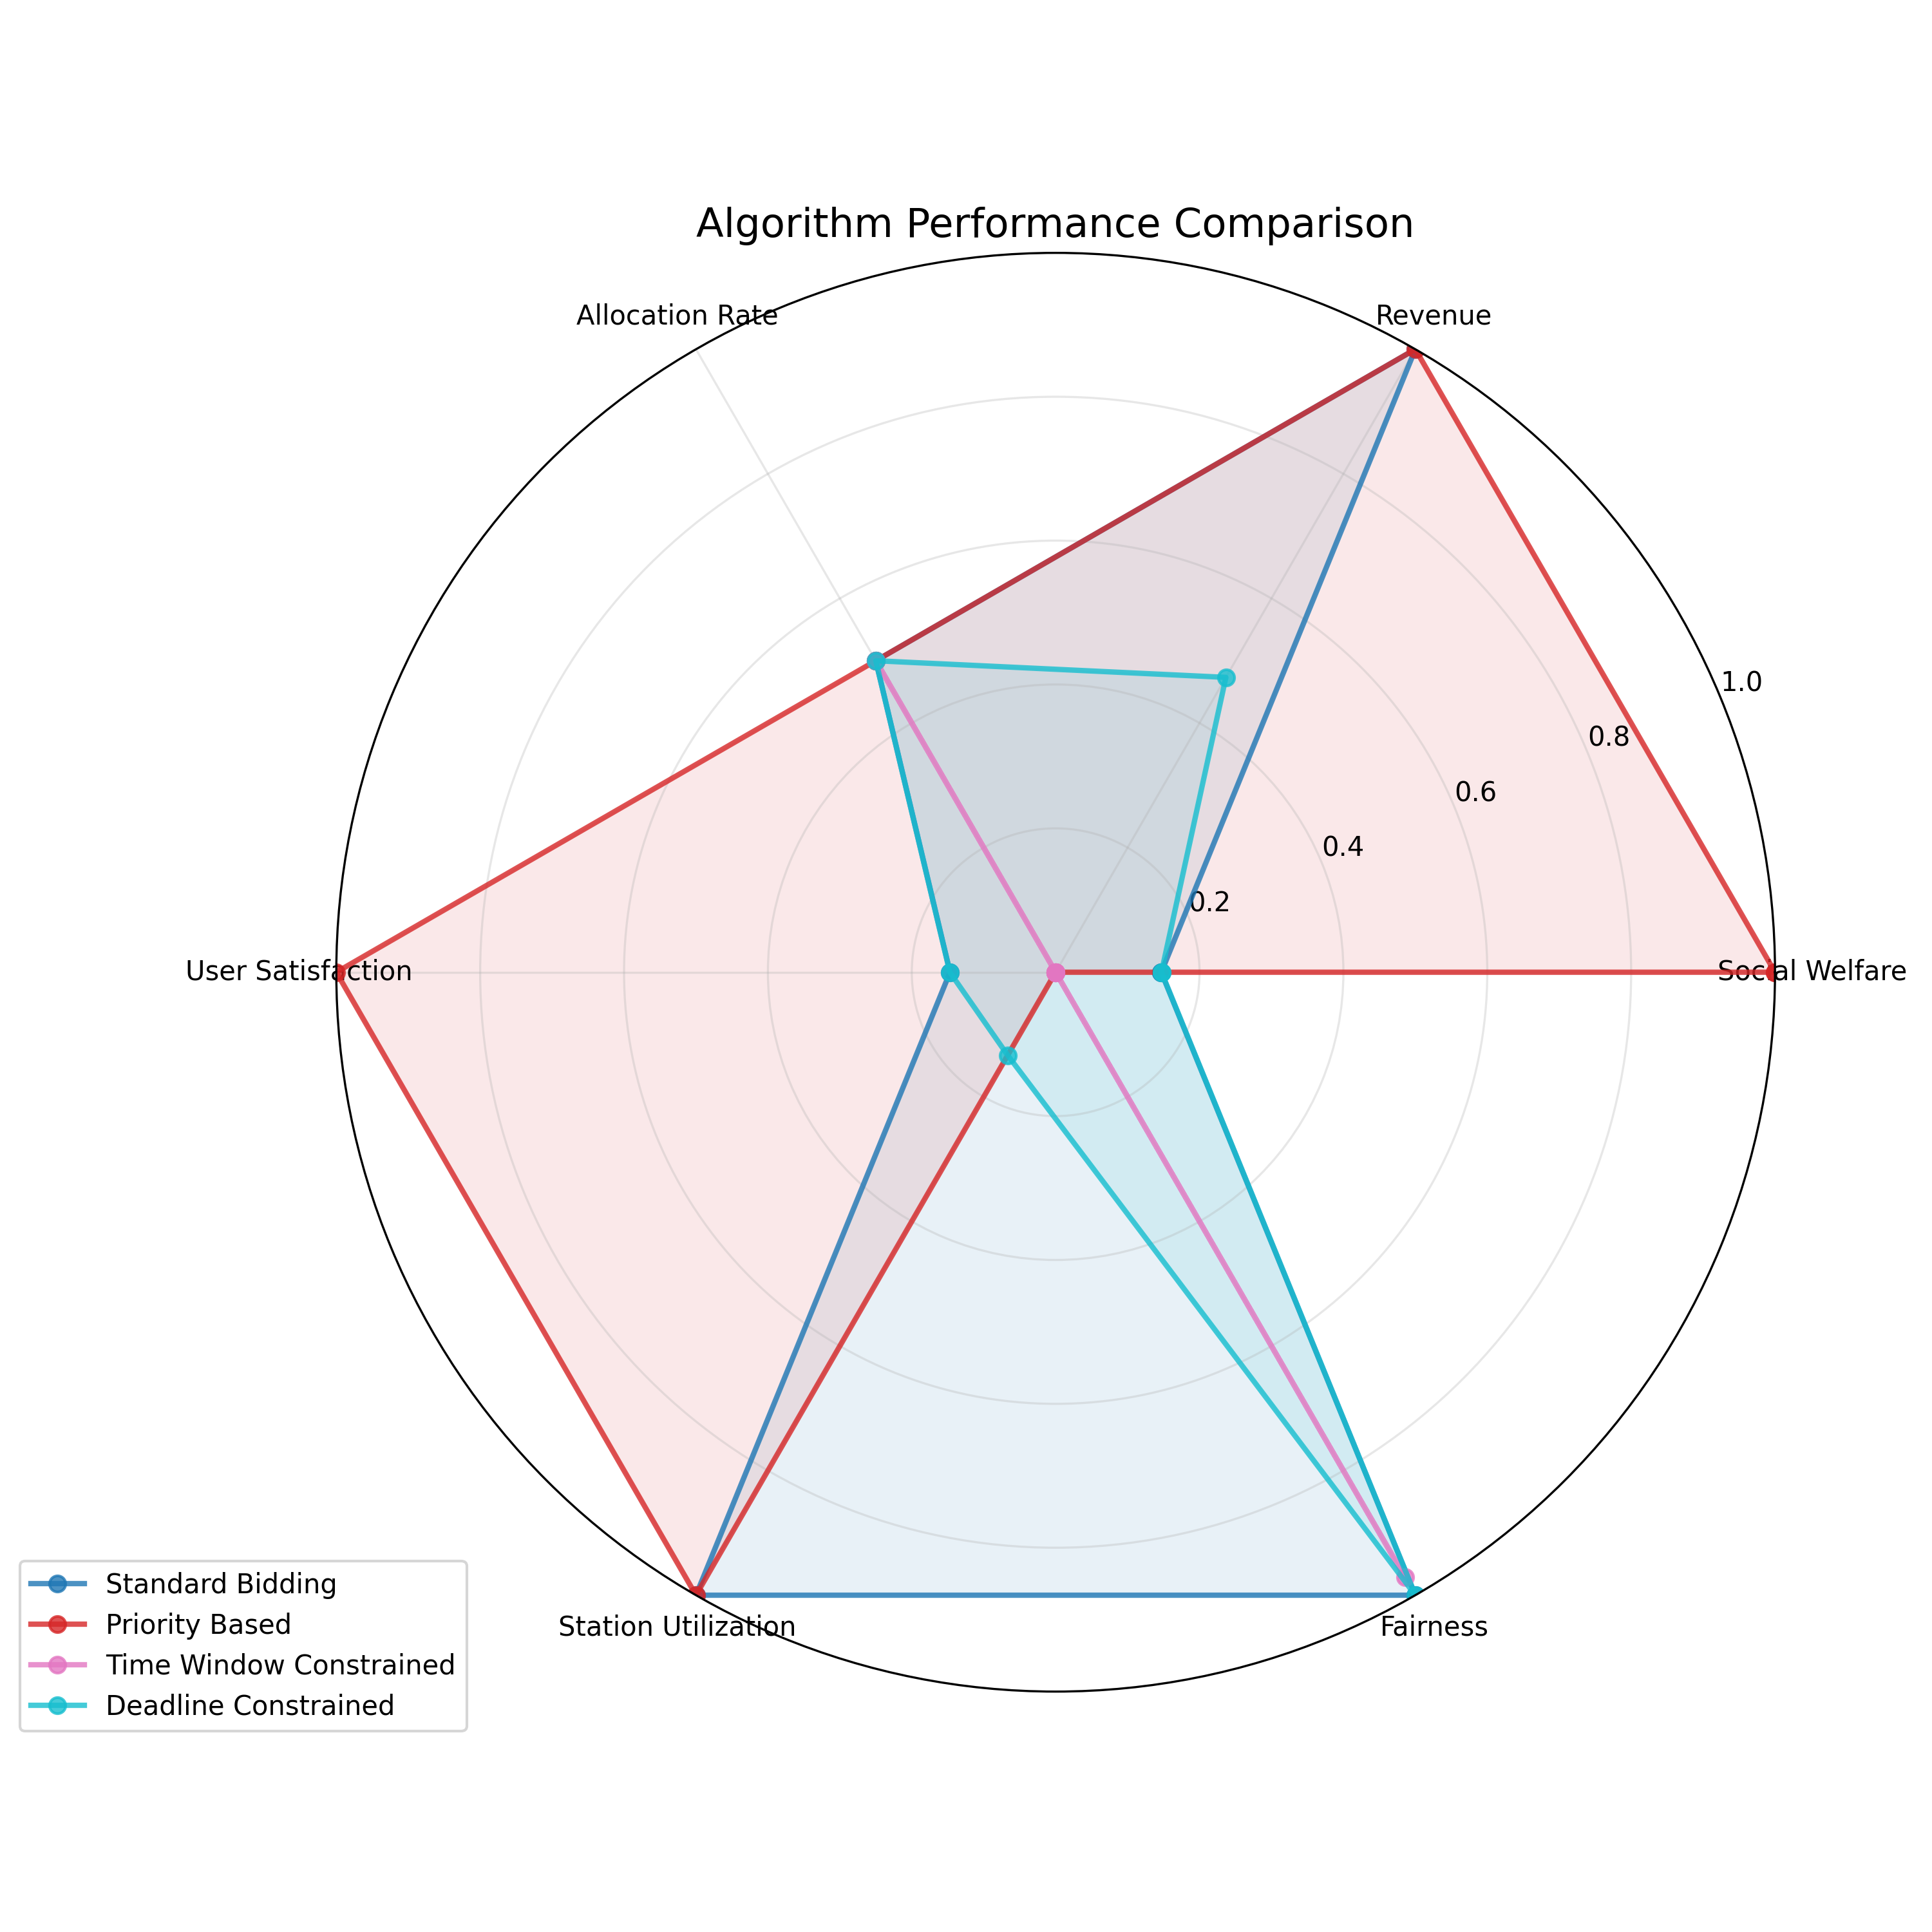 Algorithm Performance Comparison
Allocation Rate
Revenue
1.0
0.8
0.6
0.4
0.2
User Satisfaction
Social Welfare
Station Utilization
Fairness
Standard Bidding
Priority Based
Time Window Constrained
Deadline Constrained